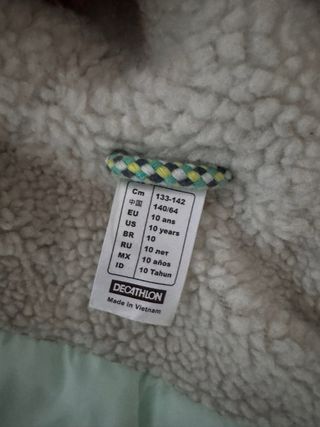 Cm 133-142
中国 140/64
EU 10 ans
US 10 years
BR 10
RU 10 лет
MX 10 años
ID 10 Tahun
DECATHLON
Made in Vietnam